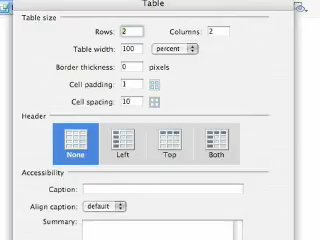 Table
Table size
Rows: 2 Columns: 2
Table width: 100 percent
Border thickness: 0 pixels
Cell padding: 1
Cell spacing: 10
Header
None Left Top Both
Accessibility
Caption:
Align caption: default
Summary: